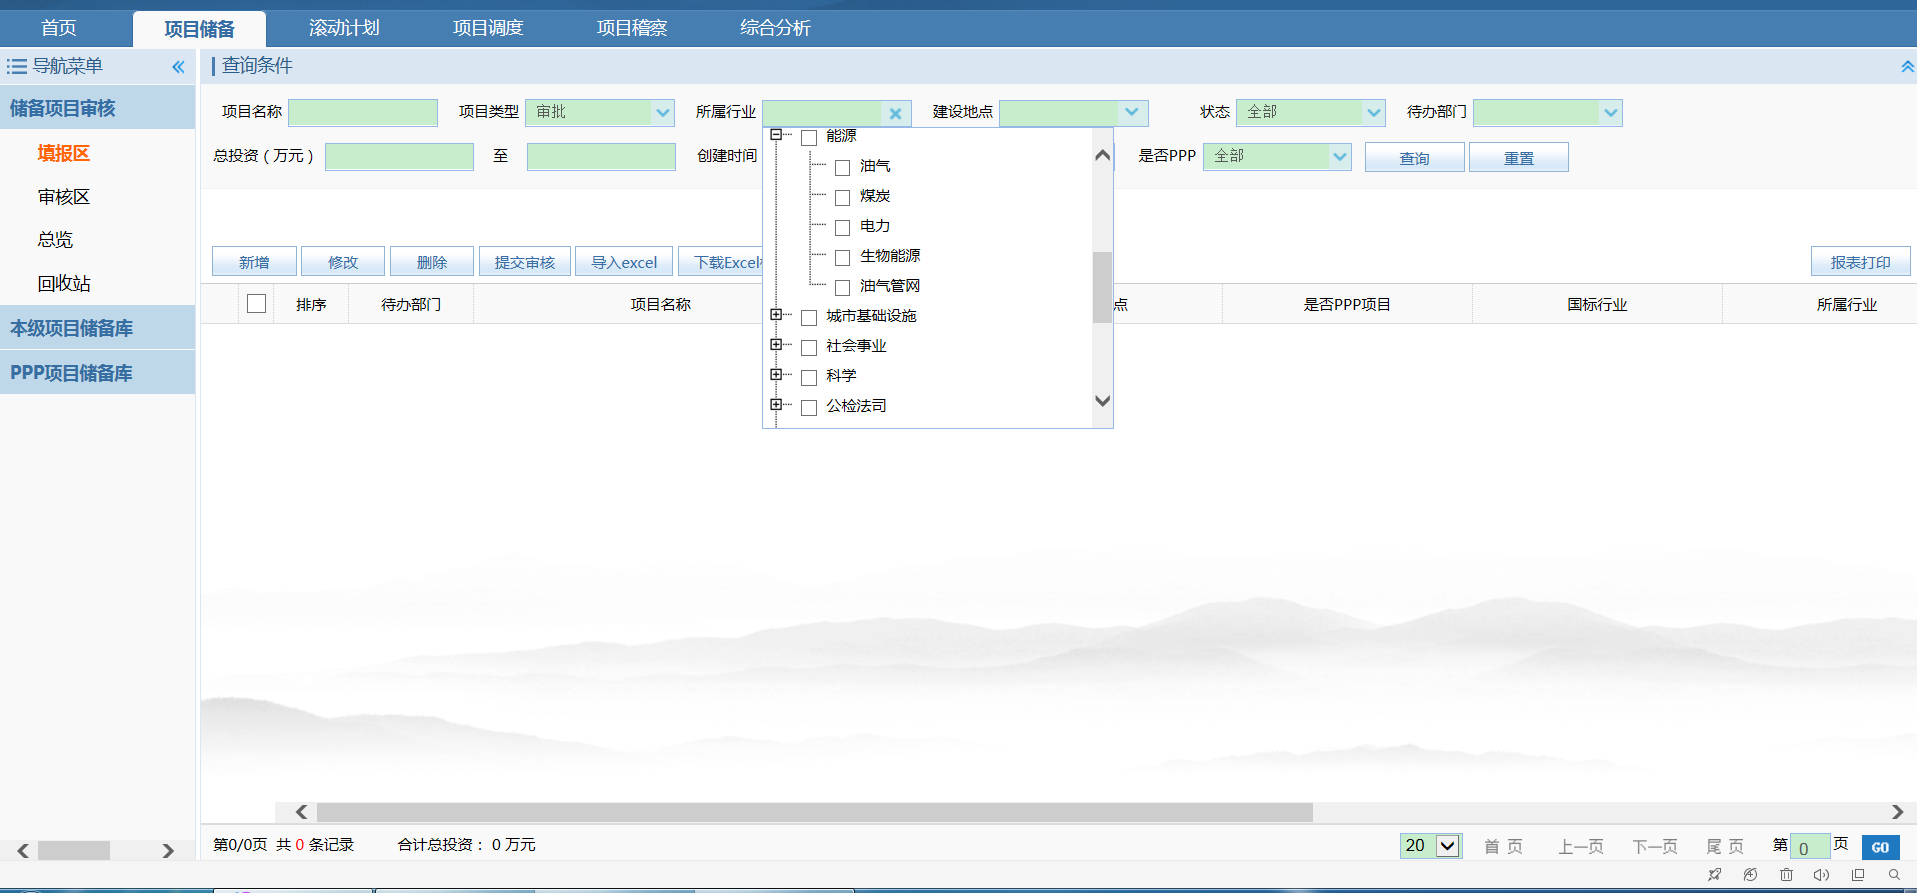 首页 项目储备 滚动计划 项目调度 项目稽察 综合分析
导航菜单
查询条件
储备项目审核
填报区
审核区
总览
回收站
本级项目储备库
PPP项目储备库
项目名称 项目类型 审批 所属行业 建设地点 状态 全部 待办部门
总投资（万元） 至 创建时间 是否PPP 全部 查询 重置
能源
油气
煤炭
电力
生物能源
油气管网
城市基础设施
社会事业
科学
公检法司
新增 修改 删除 提交审核 导入excel 下载Excel 报表打印
排序 待办部门 项目名称 点 是否PPP项目 国标行业 所属行业
第0/0页 共 0 条记录 合计总投资： 0 万元 20 首 页 上一页 下一页 尾 页 第 0 页 GO